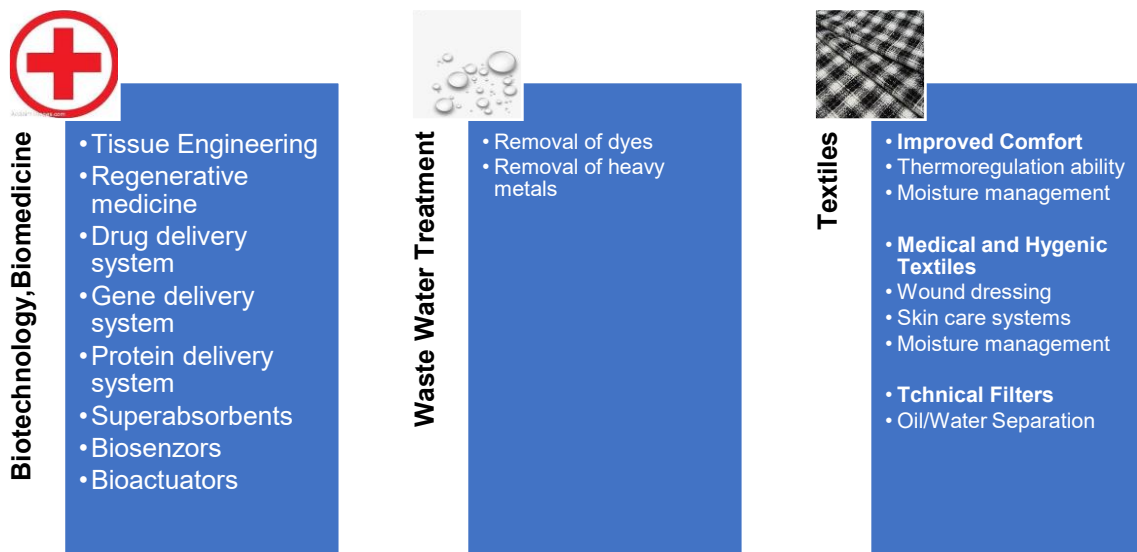 Biotechnology,Biomedicine
• Tissue Engineering
• Regenerative
medicine
• Drug delivery
system
• Gene delivery
system
• Protein delivery
system
• Superabsorbents
• Biosenzors
• Bioactuators
Waste Water Treatment
• Removal of dyes
• Removal of heavy
metals
Textiles
• Improved Comfort
• Thermoregulation ability
• Moisture management
• Medical and Hygenic
Textiles
• Wound dressing
• Skin care systems
• Moisture management
• Tchnical Filters
• Oil/Water Separation